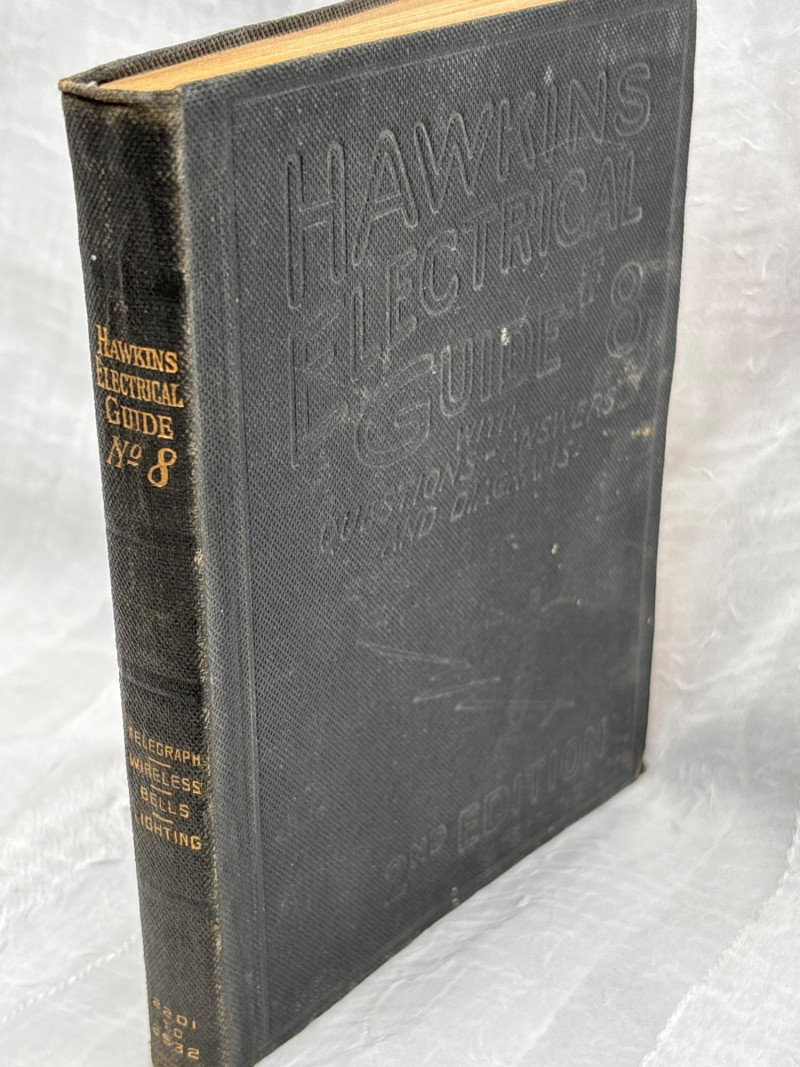 HAWKINS
ELECTRICAL
GUIDE
No 8
TELEGRAPH
WIRELESS
BELLS
LIGHTING
2201
TO
2532
HAWKINS
ELECTRICAL
GUIDE 8
WITH
QUESTIONS-ANSWERS
AND DIAGRAMS.
2ND EDITION